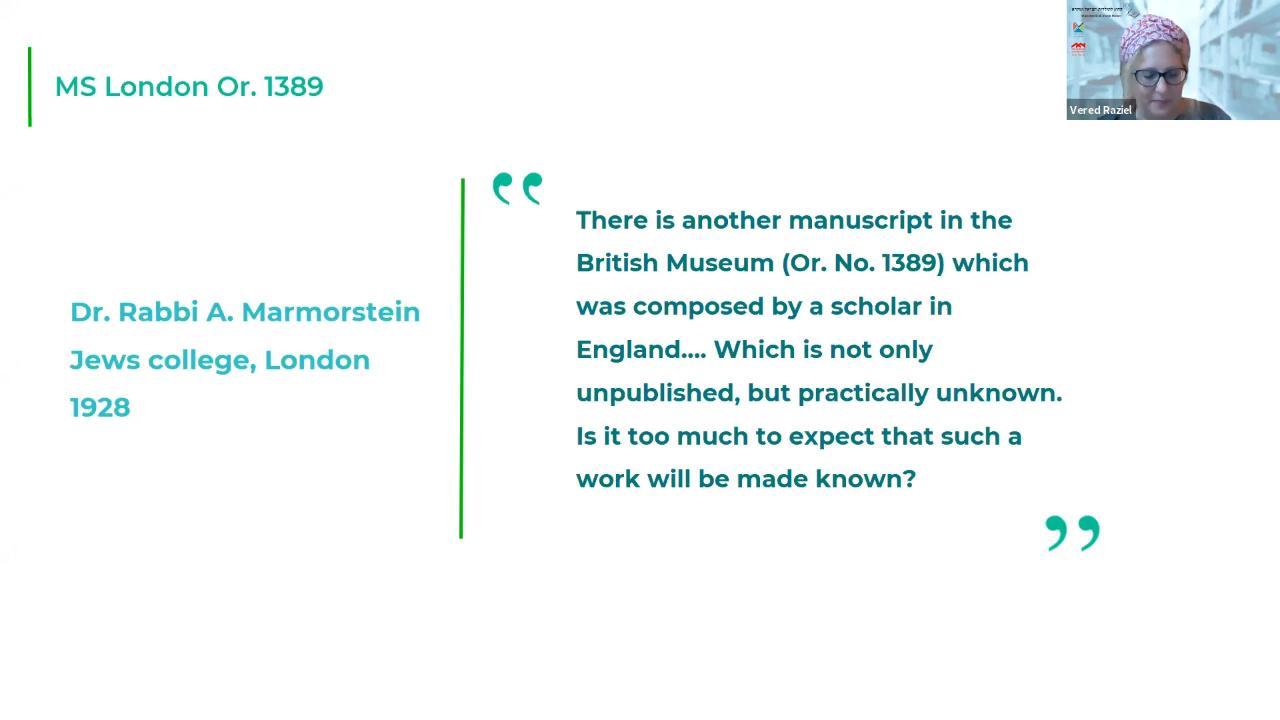 MS London Or. 1389
Vered Raziel
Dr. Rabbi A. Marmorstein
Jews college, London
1928
“
There is another manuscript in the
British Museum (Or. No. 1389) which
was composed by a scholar in
England.... Which is not only
unpublished, but practically unknown.
Is it too much to expect that such a
work will be made known?
”